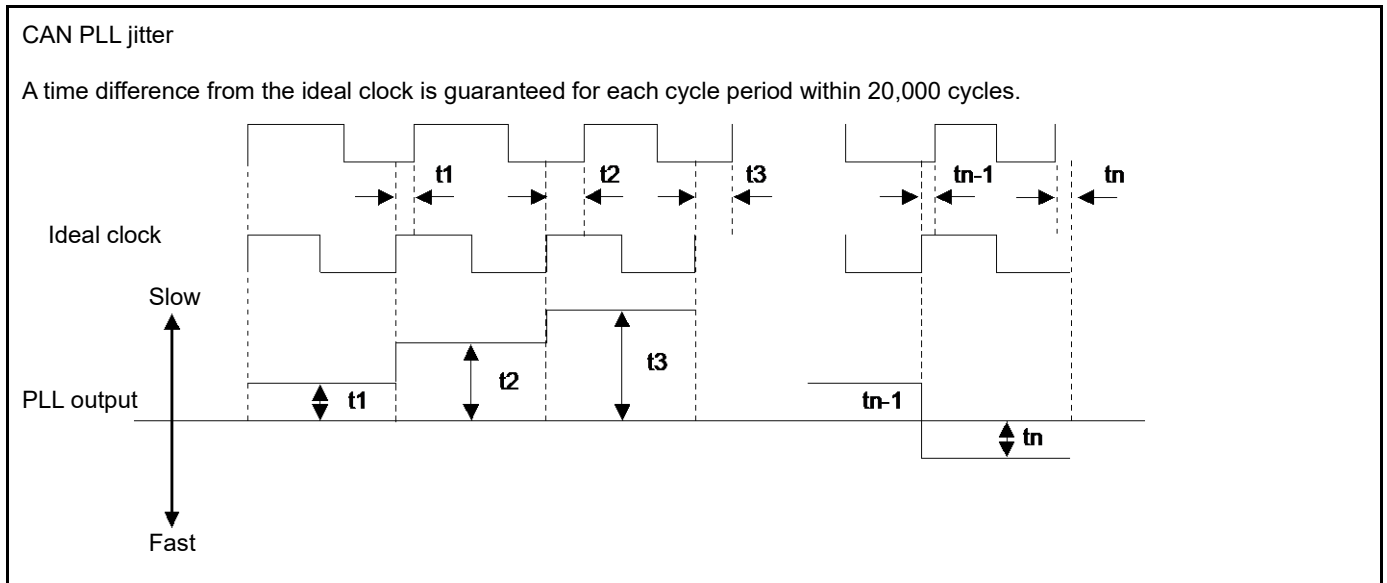 CAN PLL jitter
A time difference from the ideal clock is guaranteed for each cycle period within 20,000 cycles.
t1 t2 t3 tn-1 tn
Ideal clock
Slow
t3
t2
PLL output t1 tn-1
tn
Fast